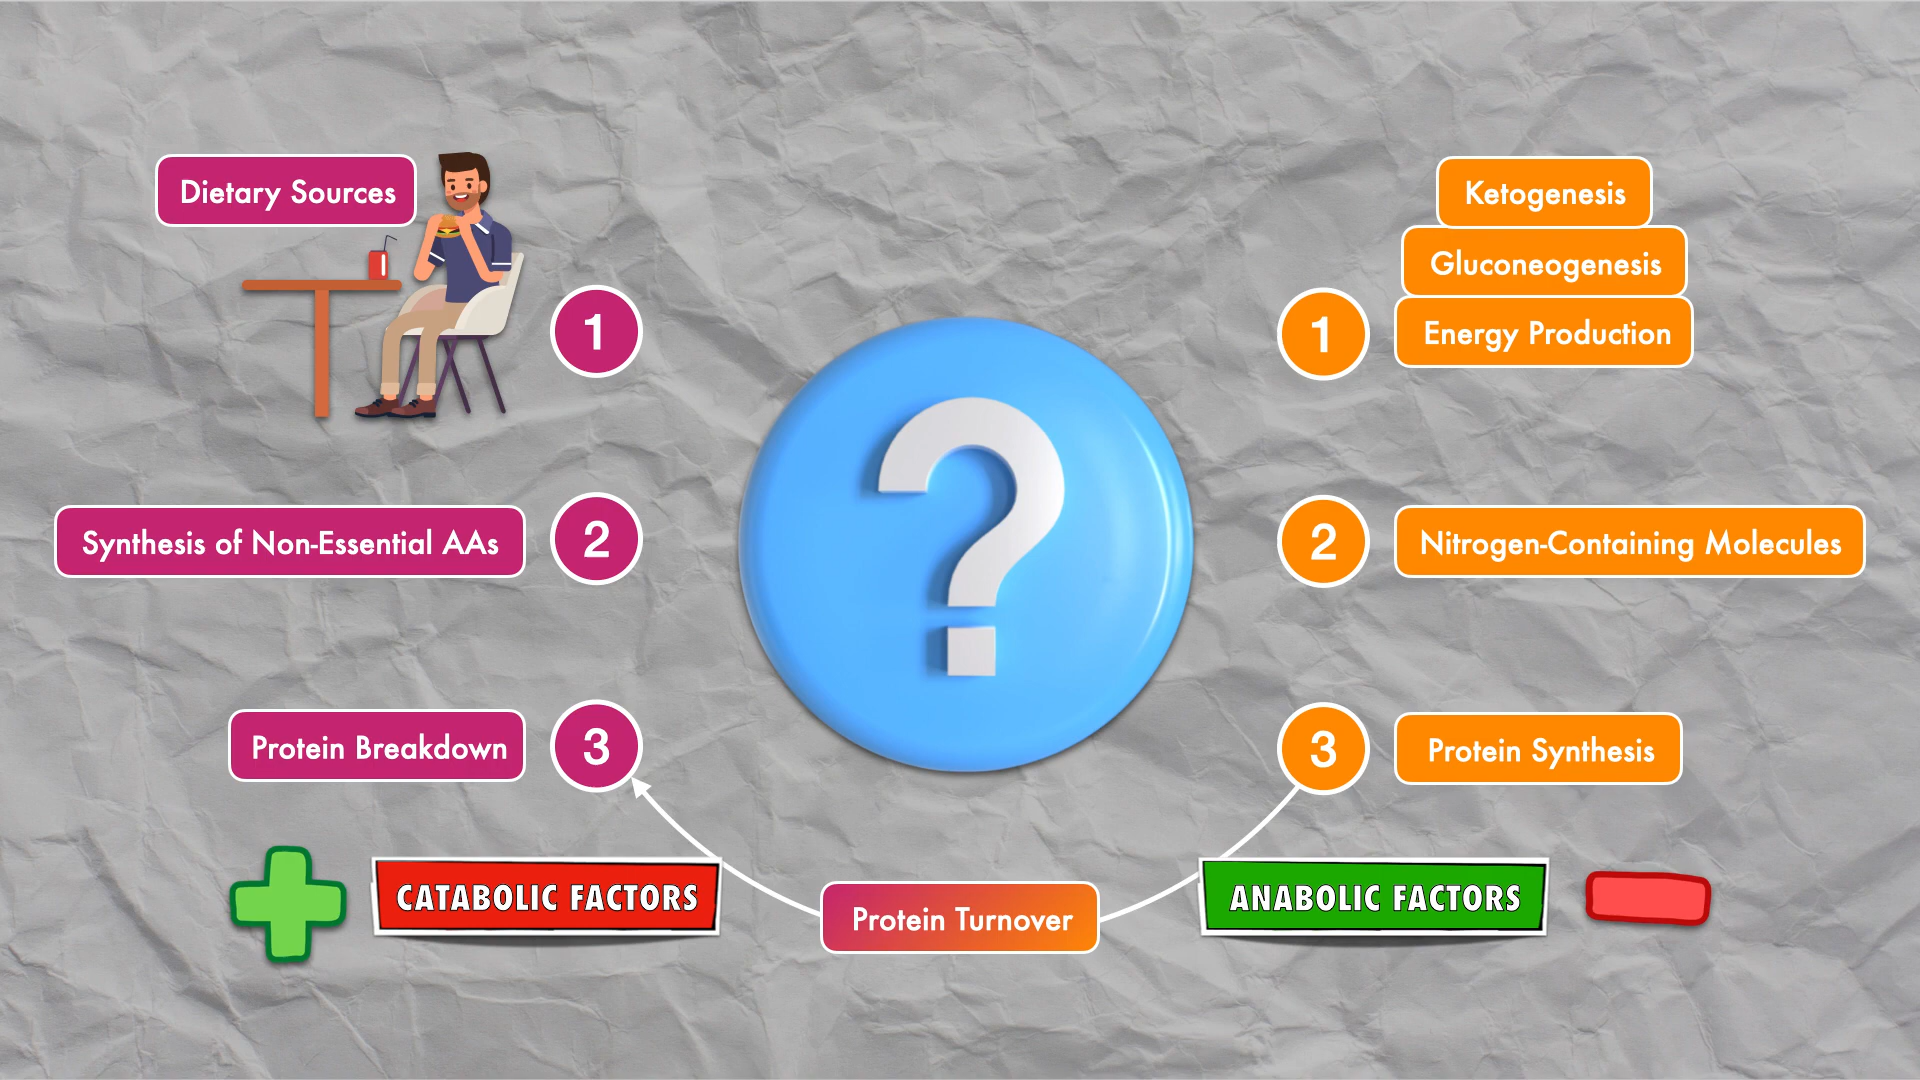 Dietary Sources
1
Synthesis of Non-Essential AAs
2
Protein Breakdown
3
CATABOLIC FACTORS
?
Protein Turnover
Ketogenesis
Gluconeogenesis
1
Energy Production
2
Nitrogen-Containing Molecules
3
Protein Synthesis
ANABOLIC FACTORS